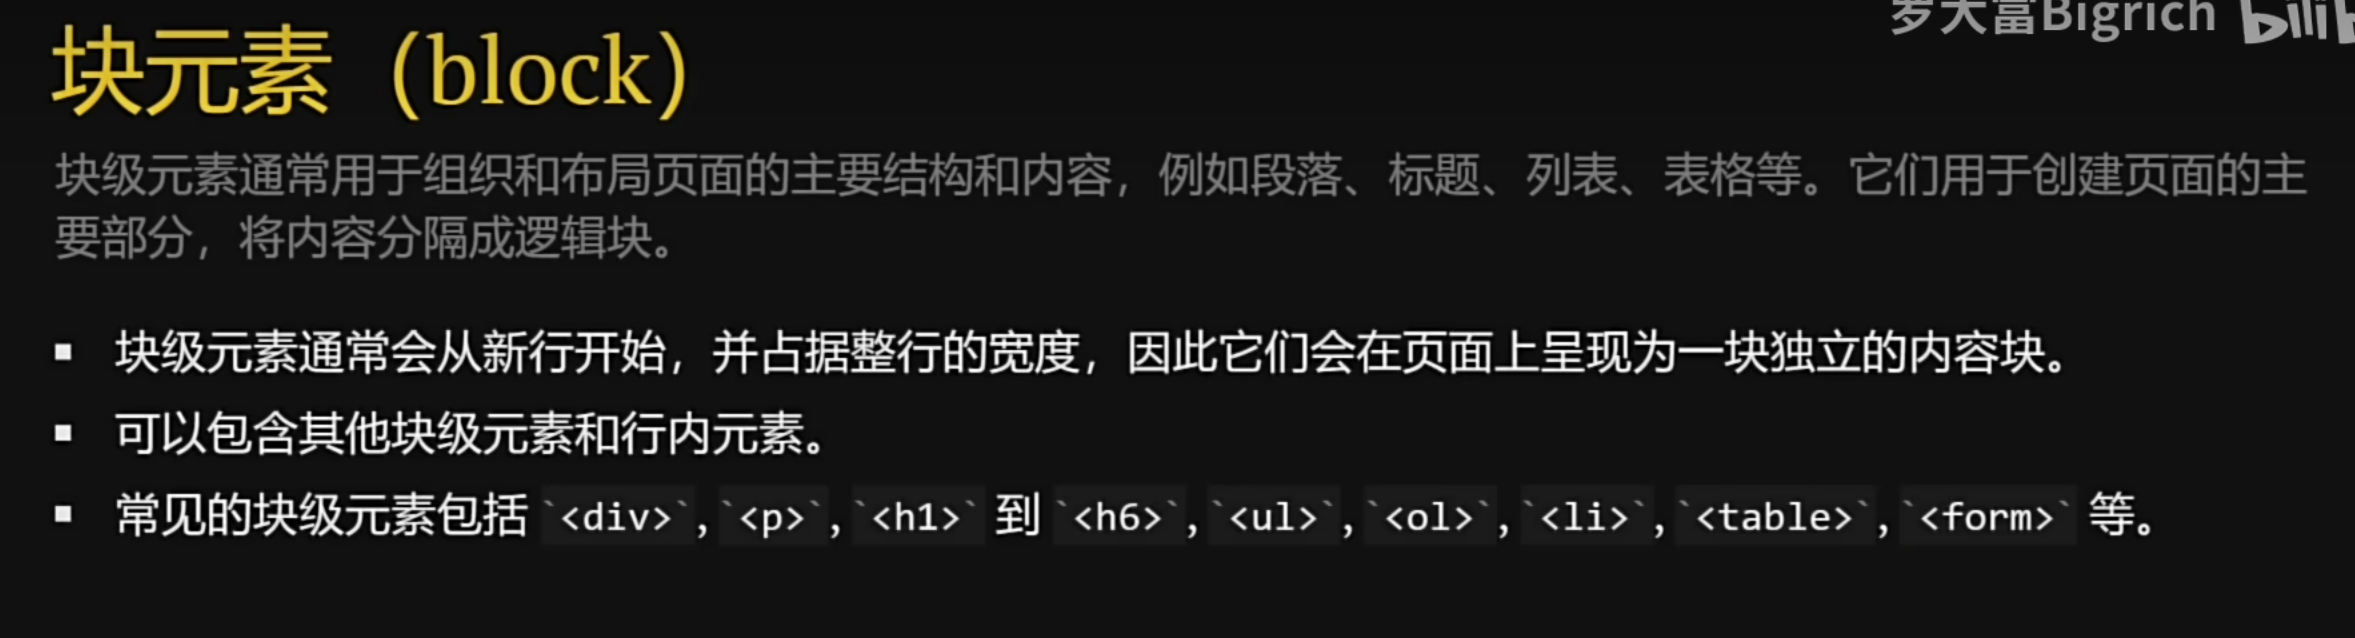 罗大富Bigrich bilib
块元素（block）
块级元素通常用于组织和布局页面的主要结构和内容，例如段落、标题、列表、表格等。它们用于创建页面的主
要部分，将内容分隔成逻辑块。
▪ 块级元素通常会从新行开始，并占据整行的宽度，因此它们会在页面上呈现为一块独立的内容块。
▪ 可以包含其他块级元素和行内元素。
▪ 常见的块级元素包括 `<div>`, `<p>`, `<h1>` 到 `<h6>`, `<ul>`, `<ol>`, `<li>`, `<table>`, `<form>` 等。